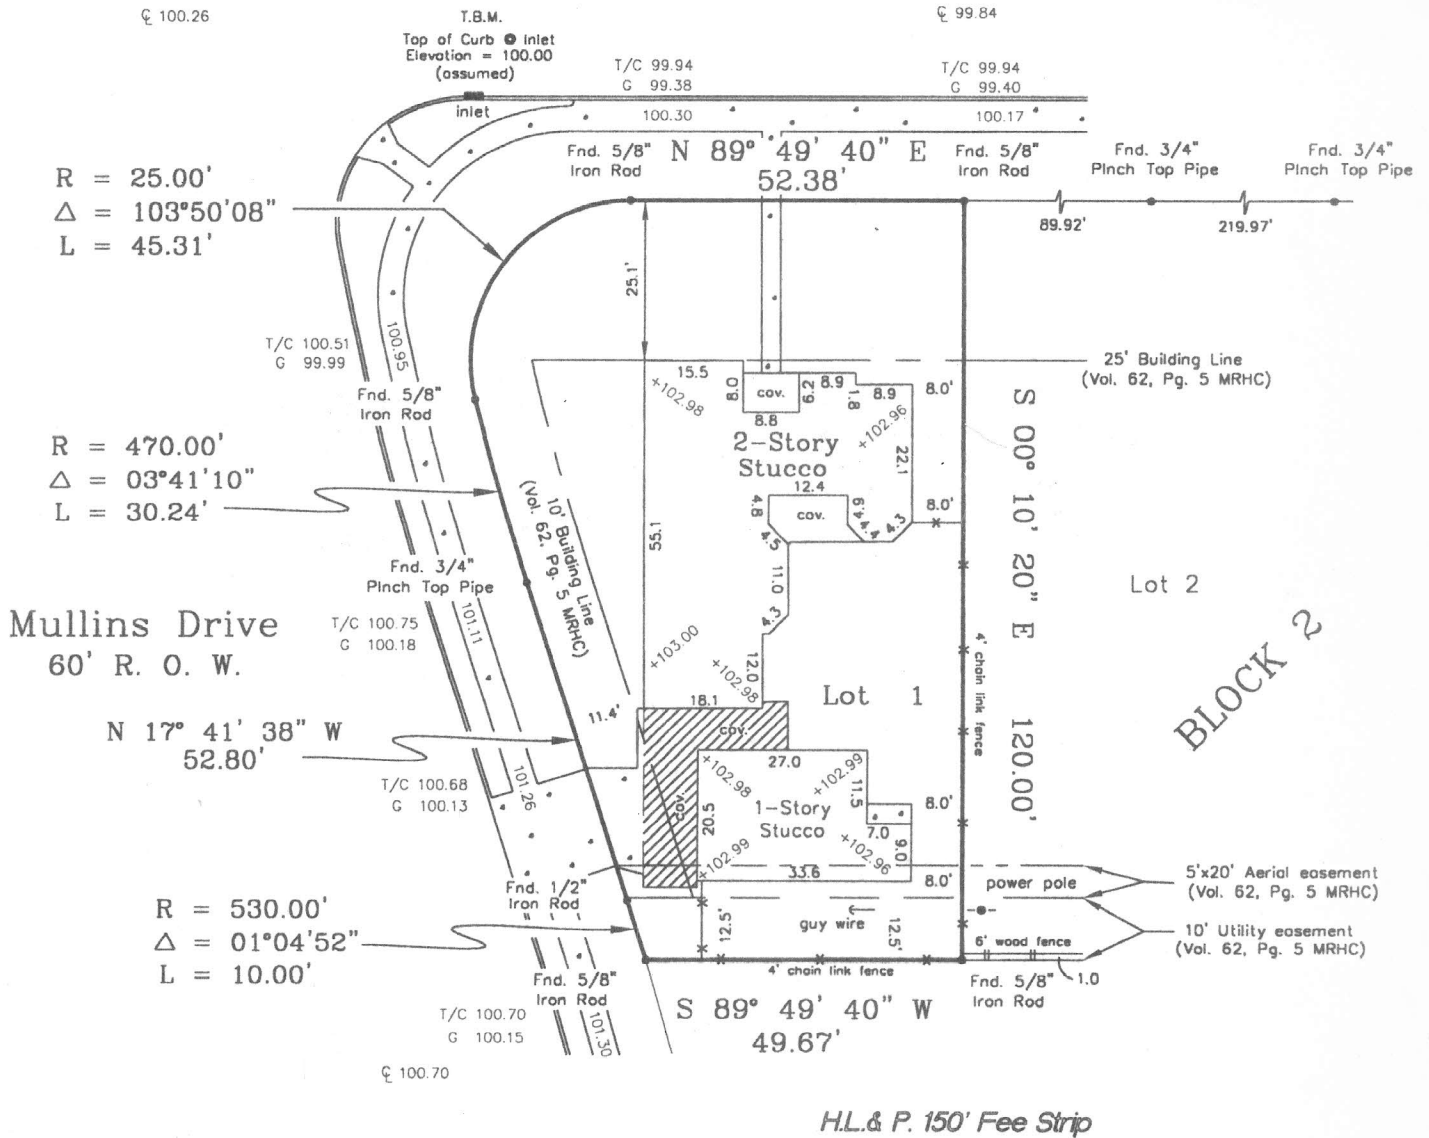 ℄ 100.26
T.B.M.
Top of Curb @ Inlet
Elevation = 100.00
(assumed)
℄ 99.84
T/C 99.94
G 99.38
T/C 99.94
G 99.40
inlet
100.30
100.17
Fnd. 5/8"
Iron Rod
N 89° 49' 40" E
52.38'
Fnd. 5/8"
Iron Rod
Fnd. 3/4"
Pinch Top Pipe
Fnd. 3/4"
Pinch Top Pipe
89.92'
219.97'
R = 25.00'
Δ = 103°50'08"
L = 45.31'
25.1'
T/C 100.51
G 99.99
100.95
Fnd. 5/8"
Iron Rod
25' Building Line
(Vol. 62, Pg. 5 MRHC)
15.5
8.0
cov.
6.2
8.9
1.8
8.9
8.0'
8.8
+102.98
+102.96
2-Story
Stucco
22.1
S 00° 10' 20" E 120.00'
R = 470.00'
Δ = 03°41'10"
L = 30.24'
10' Building Line
(Vol. 62, Pg. 5 MRHC)
12.4
4.8
cov.
4.9
4.4
4.3
8.0'
4.5
11.0
4.3
55.1
12.0
Fnd. 3/4"
Pinch Top Pipe
101.11
Mullins Drive
60' R. O. W.
T/C 100.75
G 100.18
+103.00
+102.98
Lot 1
Lot 2
BLOCK 2
4' chain link fence
N 17° 41' 38" W
52.80'
11.4'
18.1
cov.
27.0
+102.98
+102.99
11.5
T/C 100.68
G 100.13
101.26
cov.
20.5
1-Story
Stucco
8.0'
7.0
9.0
+102.99
+102.96
33.6
8.0'
power pole
5'x20' Aerial easement
(Vol. 62, Pg. 5 MRHC)
Fnd. 1/2"
Iron Rod
R = 530.00'
Δ = 01°04'52"
L = 10.00'
12.5'
guy wire
12.5'
10' Utility easement
(Vol. 62, Pg. 5 MRHC)
6' wood fence
4' chain link fence
1.0
Fnd. 5/8"
Iron Rod
Fnd. 5/8"
Iron Rod
T/C 100.70
G 100.15
101.30
S 89° 49' 40" W
49.67'
℄ 100.70
H.L.& P. 150' Fee Strip